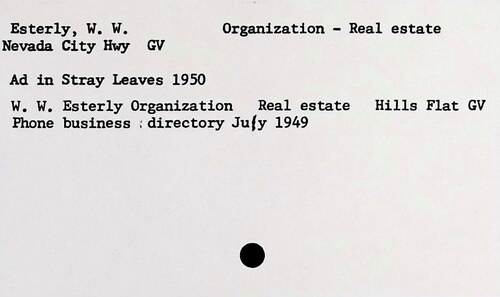 Esterly, W. W. Organization - Real estate
Nevada City Hwy GV
Ad in Stray Leaves 1950
W. W. Esterly Organization Real estate Hills Flat GV
Phone business : directory July 1949